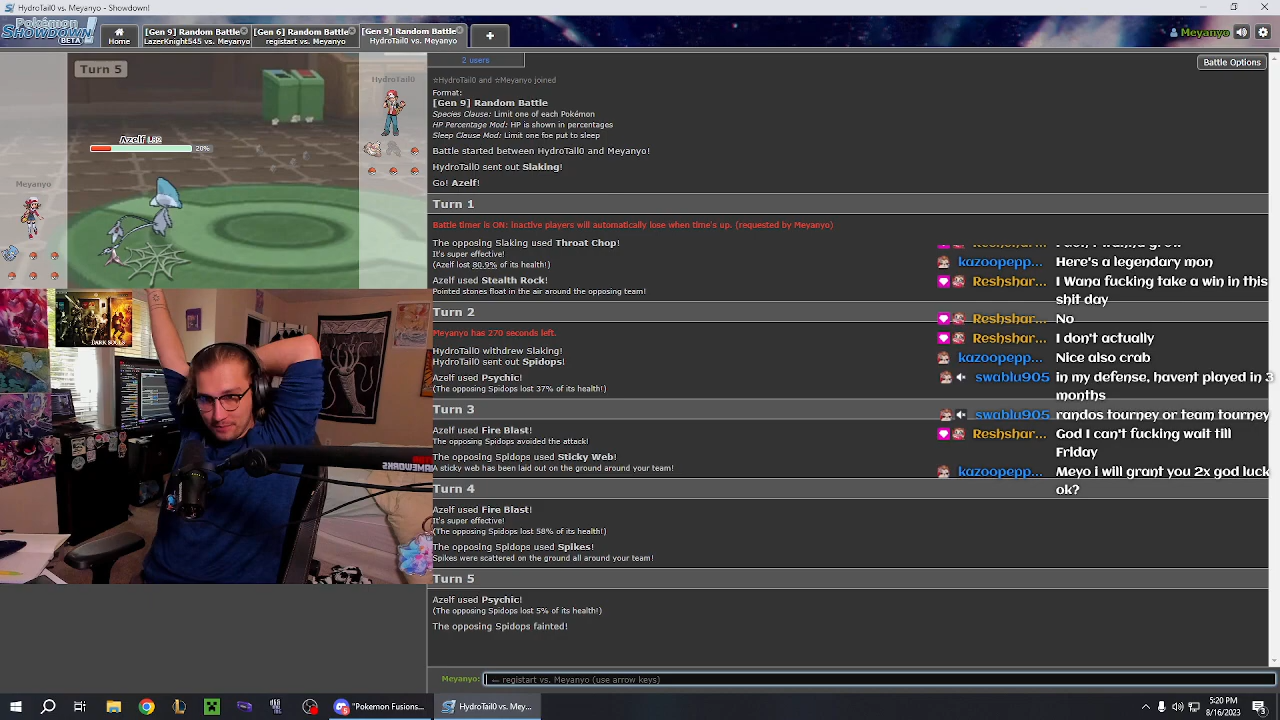 HydroTail0 vs. Meyanyo - Showdown!
SHOWDOWN!
BETA
[Gen 9] Random Battle
LazerKnight545 vs. Meyanyo
[Gen 6] Random Battle
registart vs. Meyanyo
[Gen 9] Random Battle
HydroTail0 vs. Meyanyo
Meyanyo
Turn 5
HydroTail0
Azelf L82
20%
Meyanyo
DARK SOULS
2 users
Battle Options
☆HydroTail0 and ☆Meyanyo joined
Format:
[Gen 9] Random Battle
Species Clause: Limit one of each Pokémon
HP Percentage Mod: HP is shown in percentages
Sleep Clause Mod: Limit one foe put to sleep
Battle started between HydroTail0 and Meyanyo!
HydroTail0 sent out Slaking!
Go! Azelf!
Turn 1
Battle timer is ON: inactive players will automatically lose when time's up. (requested by Meyanyo)
The opposing Slaking used Throat Chop!
It's super effective!
(Azelf lost 80.9% of its health!)
Azelf used Stealth Rock!
Pointed stones float in the air around the opposing team!
Turn 2
Meyanyo has 270 seconds left.
HydroTail0 withdrew Slaking!
HydroTail0 sent out Spidops!
Azelf used Psychic!
(The opposing Spidops lost 37% of its health!)
Turn 3
Azelf used Fire Blast!
The opposing Spidops avoided the attack!
The opposing Spidops used Sticky Web!
A sticky web has been laid out on the ground around your team!
Turn 4
Azelf used Fire Blast!
It's super effective!
(The opposing Spidops lost 58% of its health!)
The opposing Spidops used Spikes!
Spikes were scattered on the ground all around your team!
Turn 5
Azelf used Psychic!
(The opposing Spidops lost 5% of its health!)
The opposing Spidops fainted!
kazoopepp... Here's a legendary mon
Reshshar... I Wana fucking take a win in this
shit day
Reshshar... No
Reshshar... I don't actually
kazoopepp... Nice also crab
swablu905 in my defense, havant played in 3
months
swablu905 randos tourney or team tourney
Reshshar... God I can't fucking wait till
Friday
kazoopepp... Meyo i will grant you 2x god luck
ok?
Meyanyo:
← registart vs. Meyanyo (use arrow keys)
"Pokemon Fusions...
HydroTail0 vs. Mey...
5:20 PM
8/16/2023
3